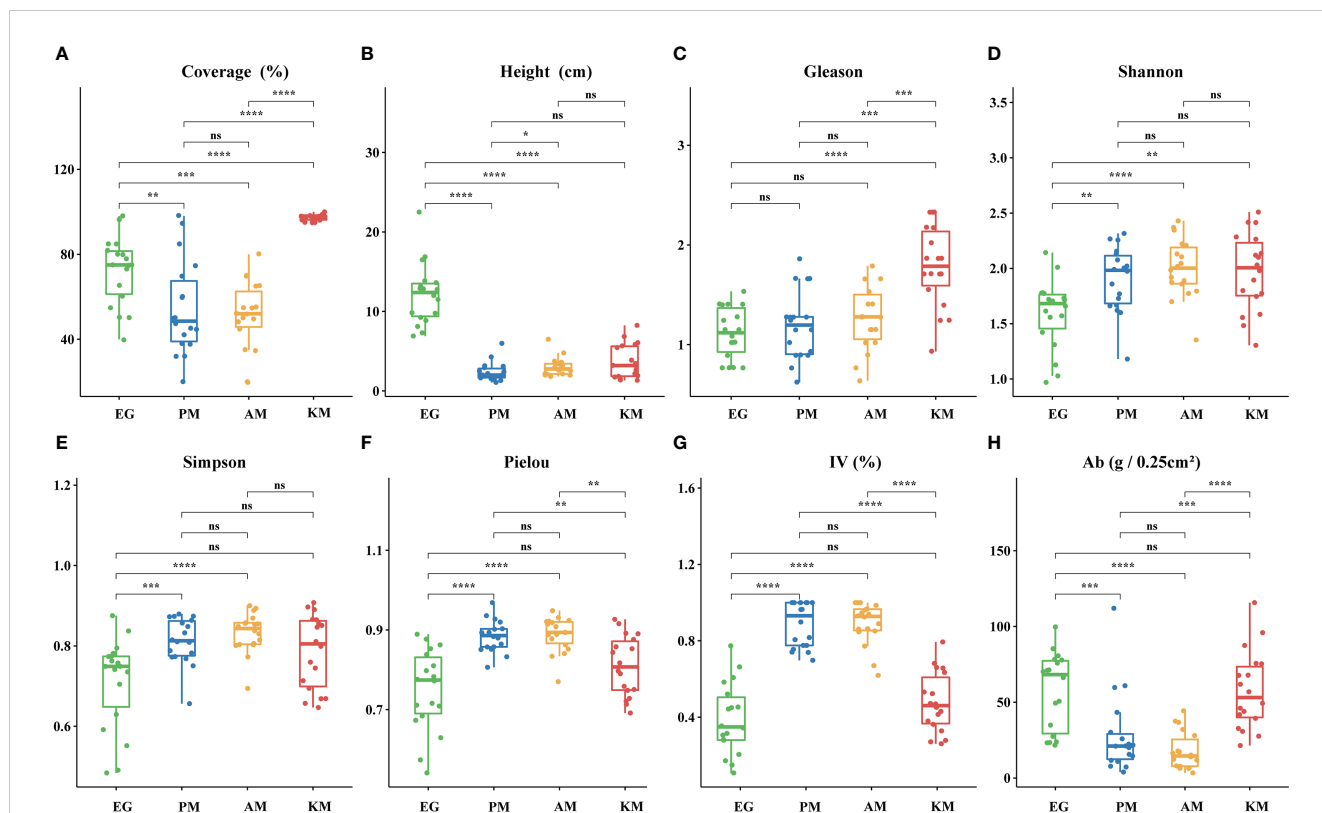 A B C D
Coverage (%) Height (cm) Gleason Shannon
**** ns *** ns
**** ns *** ns
ns * ns ns
**** **** **** **
*** **** ns ****
** **** ns **
120 80 40
30 20 10 0
3 2 1
3.5 3.0 2.5 2.0 1.5 1.0
EG PM AM KM EG PM AM KM EG PM AM KM EG PM AM KM
E F G H
Simpson Pielou IV (%) Ab (g / 0.25cm²)
ns ** **** ****
ns ** **** ***
ns ns ns ns
ns ns ns ns
**** **** **** ****
*** **** **** ***
1.2 1.0 0.8 0.6
1.1 0.9 0.7
1.6 1.2 0.8 0.4
150 100 50 0
EG PM AM KM EG PM AM KM EG PM AM KM EG PM AM KM